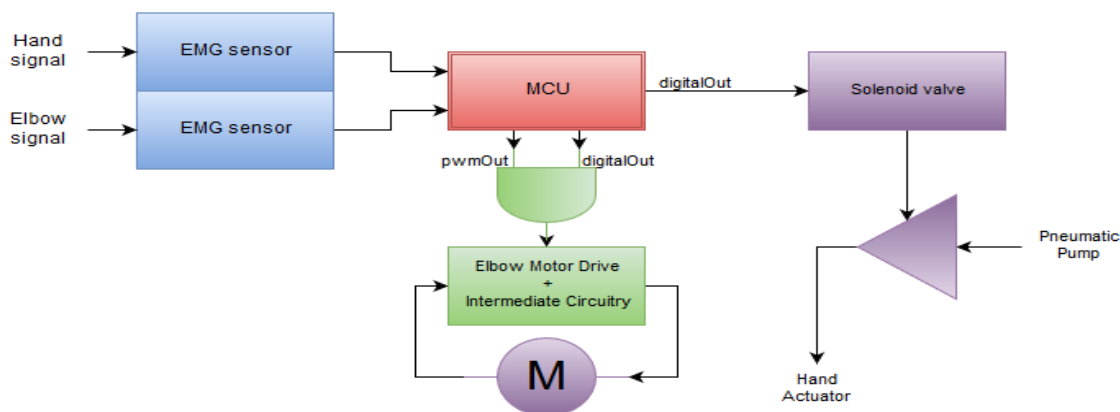 Hand
signal
EMG sensor
Elbow
signal
EMG sensor
MCU
digitalOut
Solenoid valve
pwmOut
digitalOut
Elbow Motor Drive
+
Intermediate Circuitry
M
Pneumatic
Pump
Hand
Actuator